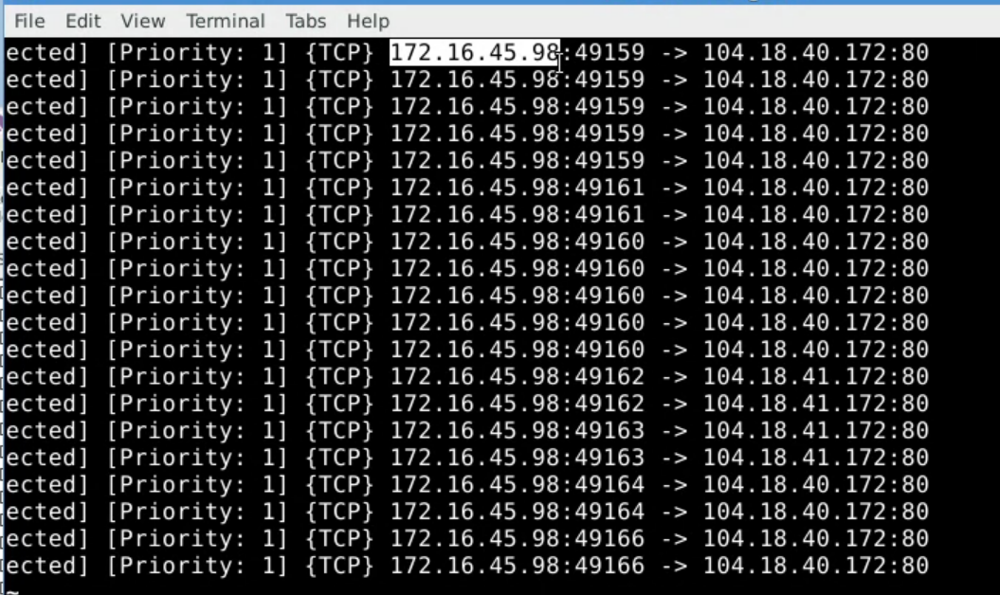 File Edit View Terminal Tabs Help
ected] [Priority: 1] {TCP} 172.16.45.98:49159 -> 104.18.40.172:80
ected] [Priority: 1] {TCP} 172.16.45.98:49159 -> 104.18.40.172:80
ected] [Priority: 1] {TCP} 172.16.45.98:49159 -> 104.18.40.172:80
ected] [Priority: 1] {TCP} 172.16.45.98:49159 -> 104.18.40.172:80
ected] [Priority: 1] {TCP} 172.16.45.98:49159 -> 104.18.40.172:80
ected] [Priority: 1] {TCP} 172.16.45.98:49161 -> 104.18.40.172:80
ected] [Priority: 1] {TCP} 172.16.45.98:49161 -> 104.18.40.172:80
ected] [Priority: 1] {TCP} 172.16.45.98:49160 -> 104.18.40.172:80
ected] [Priority: 1] {TCP} 172.16.45.98:49160 -> 104.18.40.172:80
ected] [Priority: 1] {TCP} 172.16.45.98:49160 -> 104.18.40.172:80
ected] [Priority: 1] {TCP} 172.16.45.98:49160 -> 104.18.40.172:80
ected] [Priority: 1] {TCP} 172.16.45.98:49160 -> 104.18.40.172:80
ected] [Priority: 1] {TCP} 172.16.45.98:49162 -> 104.18.41.172:80
ected] [Priority: 1] {TCP} 172.16.45.98:49162 -> 104.18.41.172:80
ected] [Priority: 1] {TCP} 172.16.45.98:49163 -> 104.18.41.172:80
ected] [Priority: 1] {TCP} 172.16.45.98:49163 -> 104.18.41.172:80
ected] [Priority: 1] {TCP} 172.16.45.98:49164 -> 104.18.40.172:80
ected] [Priority: 1] {TCP} 172.16.45.98:49164 -> 104.18.40.172:80
ected] [Priority: 1] {TCP} 172.16.45.98:49166 -> 104.18.40.172:80
ected] [Priority: 1] {TCP} 172.16.45.98:49166 -> 104.18.40.172:80
~